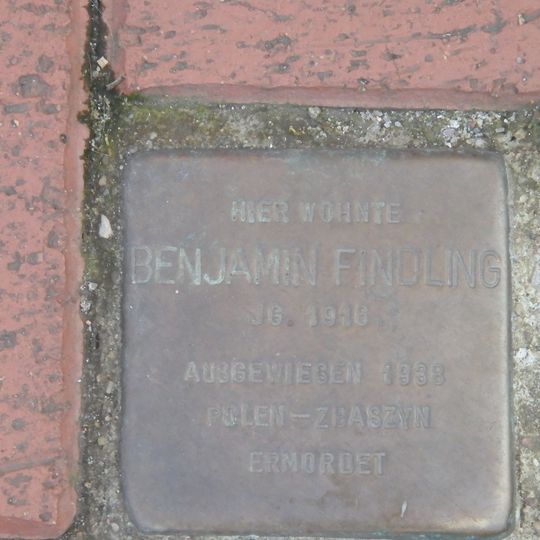 HIER WOHNTE
BENJAMIN FINDLING
JG. 1916
AUSGEWIESEN 1938
POLEN-ZBASZYN
ERMORDET